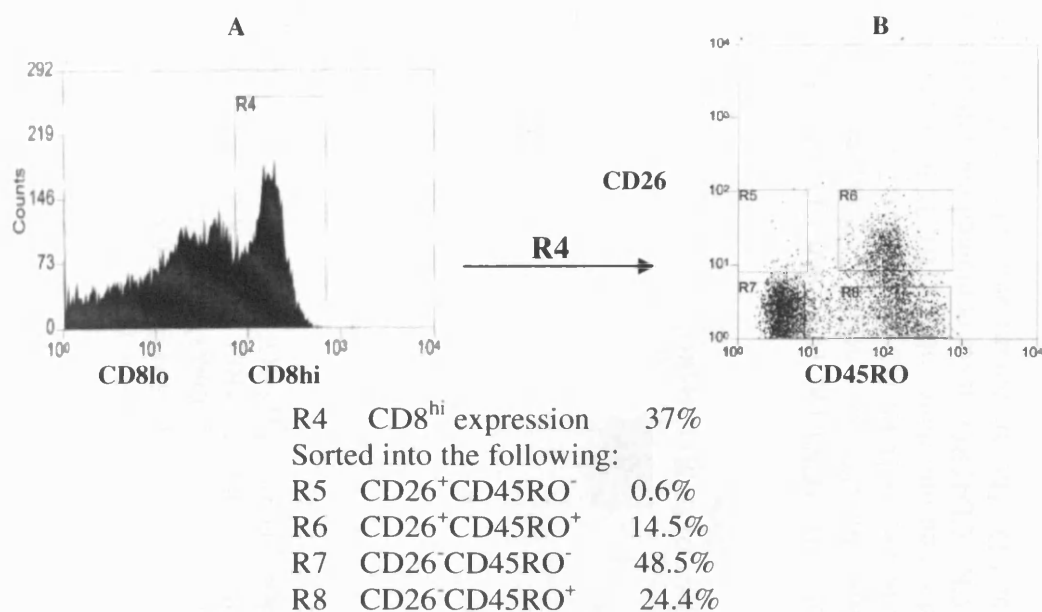 A
292
219
146
73
0
Counts
R4
10⁰ 10¹ 10² 10³ 10⁴
CD8lo CD8hi
R4
B
CD26
10⁴
10³
10²
10¹
10⁰
R5 R6
R7 R8
10⁰ 10¹ 10² 10³ 10⁴
CD45RO
R4 CD8ʰⁱ expression 37%
Sorted into the following:
R5 CD26⁺CD45RO⁻ 0.6%
R6 CD26⁺CD45RO⁺ 14.5%
R7 CD26⁻CD45RO⁻ 48.5%
R8 CD26⁻CD45RO⁺ 24.4%